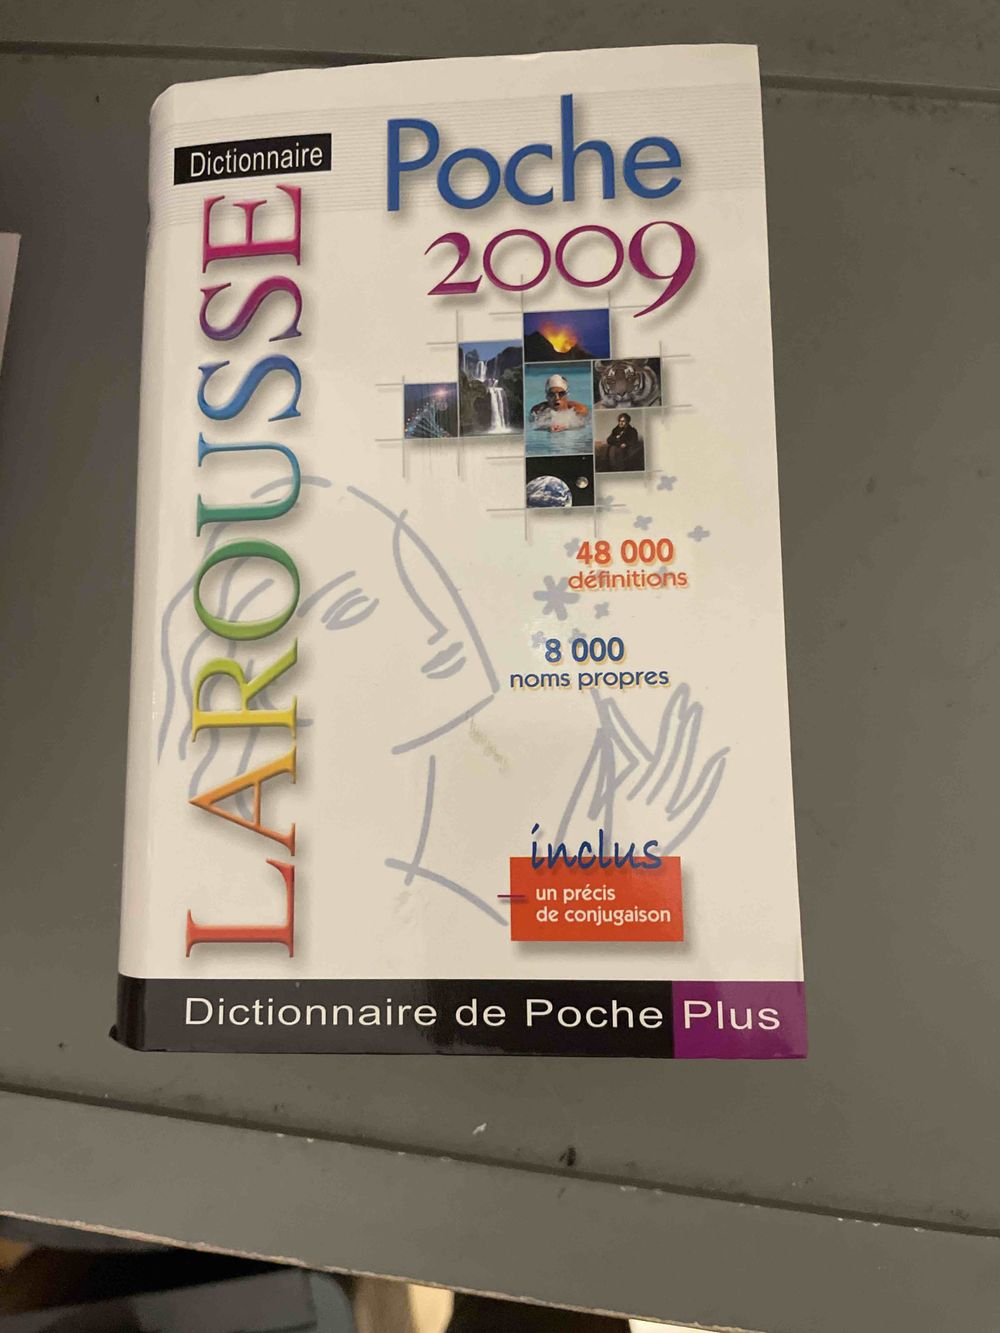 Dictionnaire
LAROUSSE
Poche
2009
48 000
définitions
8 000
noms propres
inclus
un précis
de conjugaison
Dictionnaire de Poche Plus